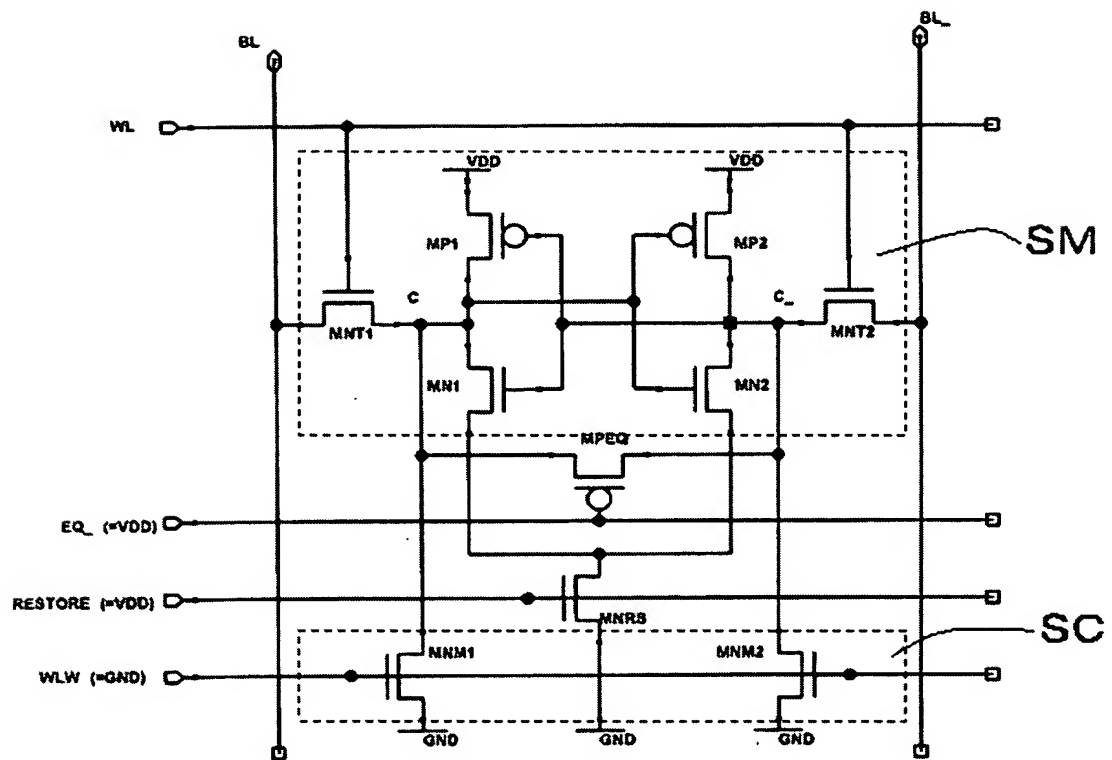 BL
BL_
WL
VDD
VDD
MP1
MP2
SM
C
C_
MNT1
MNT2
MN1
MN2
MPEQ
EQ_ (=VDD)
RESTORE (=VDD)
MNRS
SC
MNM1
MNM2
WLW (=GND)
GND
GND
GND